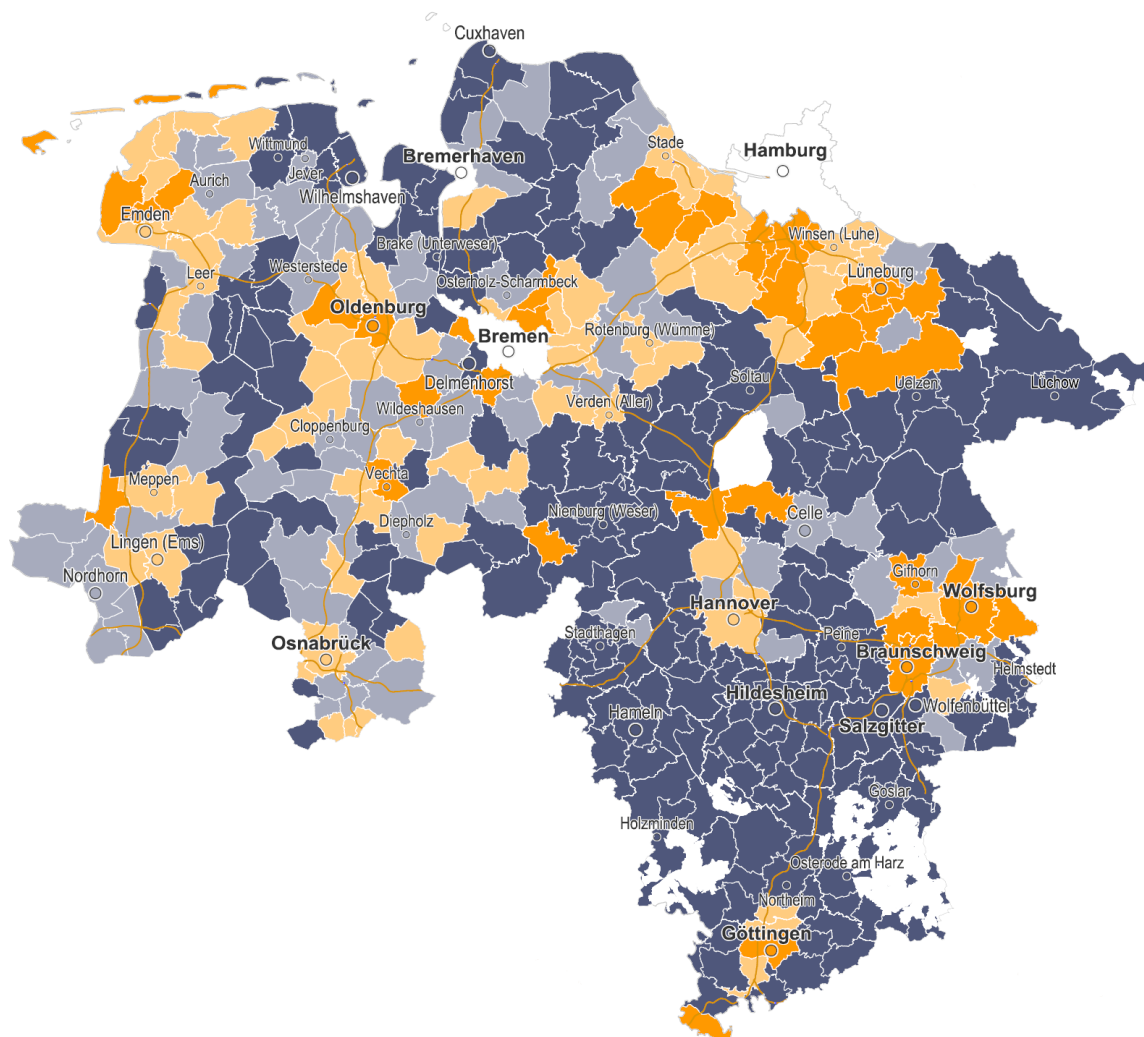 Cuxhaven
Wittmund
Bremerhaven
Stade
Hamburg
Jever
Aurich
Wilhelmshaven
Emden
Winsen (Luhe)
Brake (Unterweser)
Leer
Westerstede
Osterholz-Scharmbeck
Lüneburg
Oldenburg
Rotenburg (Wümme)
Bremen
Delmenhorst
Soltau
Uelzen
Lüchow
Wildeshausen
Verden (Aller)
Cloppenburg
Meppen
Vechta
Nienburg (Weser)
Celle
Diepholz
Lingen (Ems)
Nordhorn
Gifhorn
Wolfsburg
Hannover
Stadthagen
Peine
Osnabrück
Braunschweig
Helmstedt
Hildesheim
Wolfenbüttel
Hameln
Salzgitter
Goslar
Holzminden
Osterode am Harz
Northeim
Göttingen